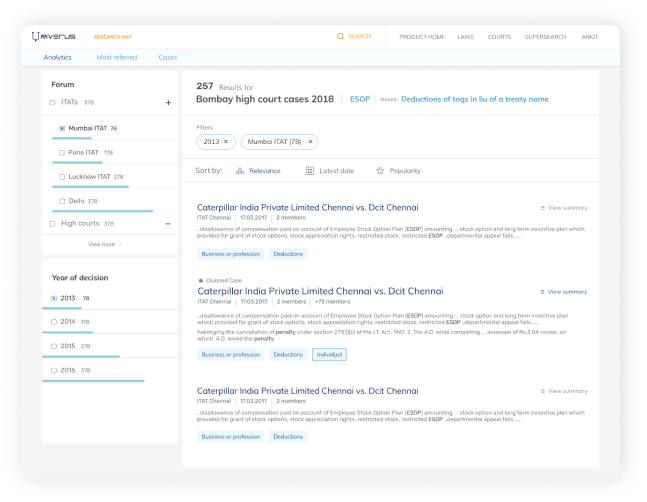 RIVERUS
RESEARCH MAP
SEARCH
PRODUCT HOME
LAWS
COURTS
SUPERSEARCH
ANKIT
Analytics
Most referred
Cases
Forum
ITATs 378 +
Mumbai ITAT 78
Pune ITAT 178
Lucknow ITAT 278
Delhi 378
High courts 378 –
View more
Year of decision
2013 78
2014 178
2015 278
2016 378
257 Results for
Bombay high court cases 2018 | ESOP | Issues: Deductions of tags in liu of a treaty name
Filters
2013 × Mumbai ITAT (78) ×
Sort by: Relevance Latest date Popularity
Caterpillar India Private Limited Chennai vs. Dcit Chennai
View summary
ITAT Chennai | 17.03.2017 | 2 members
..disallowance of compensation paid on account of Employee Stock Option Plan (ESOP) amounting ... stock option and long term incentive plan which
provided for grant of stock options, stock appreciation rights, restricted stock, restricted ESOP ..departmental appeal fails......
Business or profession Deductions
Clubbed Case
Caterpillar India Private Limited Chennai vs. Dcit Chennai
View summary
ITAT Chennai | 17.03.2017 | 2 members | +73 mentions
..disallowance of compensation paid on account of Employee Stock Option Plan (ESOP) amounting ... stock option and long term incentive plan
which provided for grant of stock options, stock appreciation rights, restricted stock, restricted ESOP ..departmental appeal fails......
hallenging the cancellation of penalty under section 271(1)(c) of the I.T. Act, 1961. 2. The A.O. while completing ... assessee of Rs.3.04 crores, on
which, A.O. levied the penalty.
Business or profession Deductions Individual
Caterpillar India Private Limited Chennai vs. Dcit Chennai
View summary
ITAT Chennai | 17.03.2017 | 2 members
..disallowance of compensation paid on account of Employee Stock Option Plan (ESOP) amounting ... stock option and long term incentive plan which
provided for grant of stock options, stock appreciation rights, restricted stock, restricted ESOP ..departmental appeal fails......
Business or profession Deductions